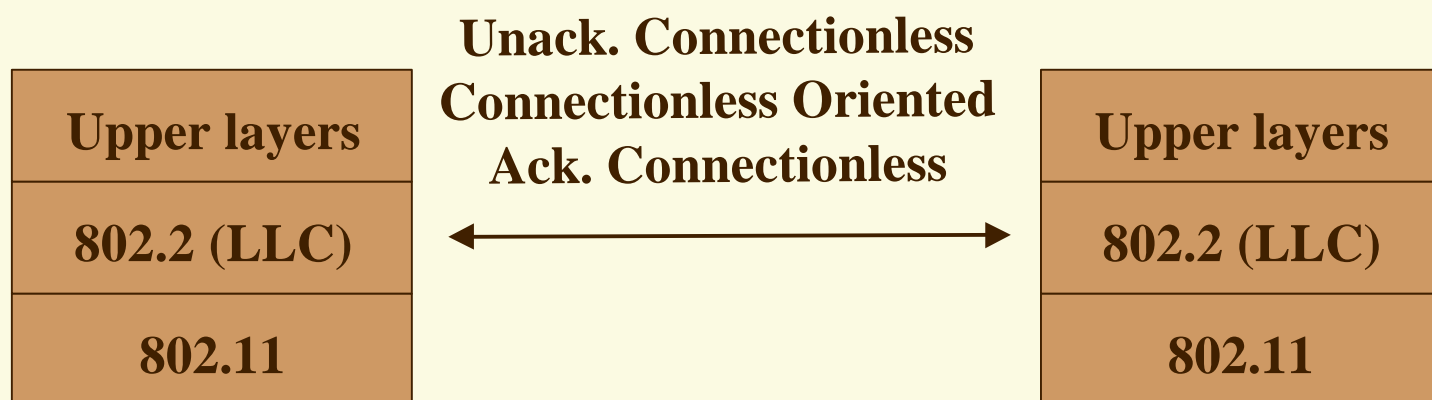 Unack. Connectionless
Connectionless Oriented
Ack. Connectionless
Upper layers
802.2 (LLC)
802.11
Upper layers
802.2 (LLC)
802.11